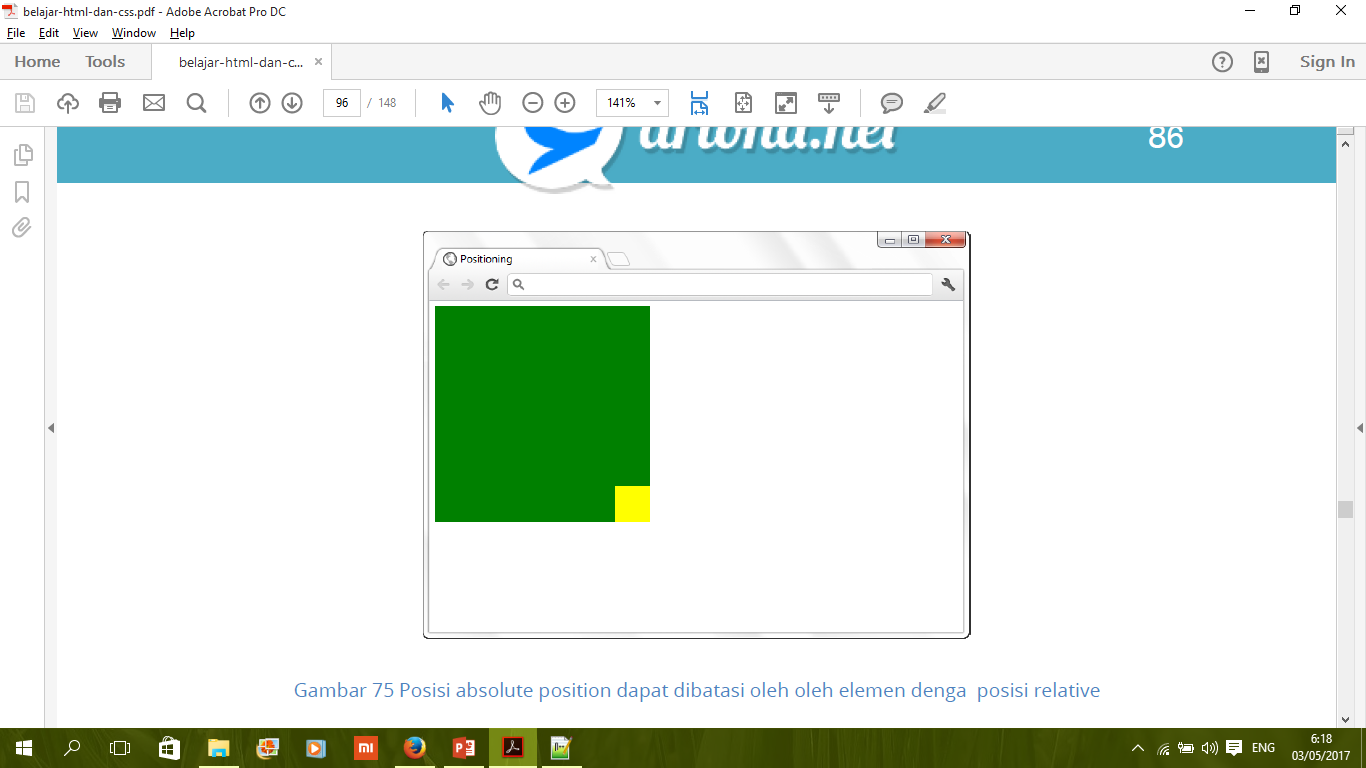 belajar-html-dan-css.pdf - Adobe Acrobat Pro DC
File Edit View Window Help
Home Tools belajar-html-dan-c... Sign In
96 / 148 141%
86
Positioning
Gambar 75 Posisi absolute position dapat dibatasi oleh oleh elemen denga posisi relative
ENG 6:18
03/05/2017